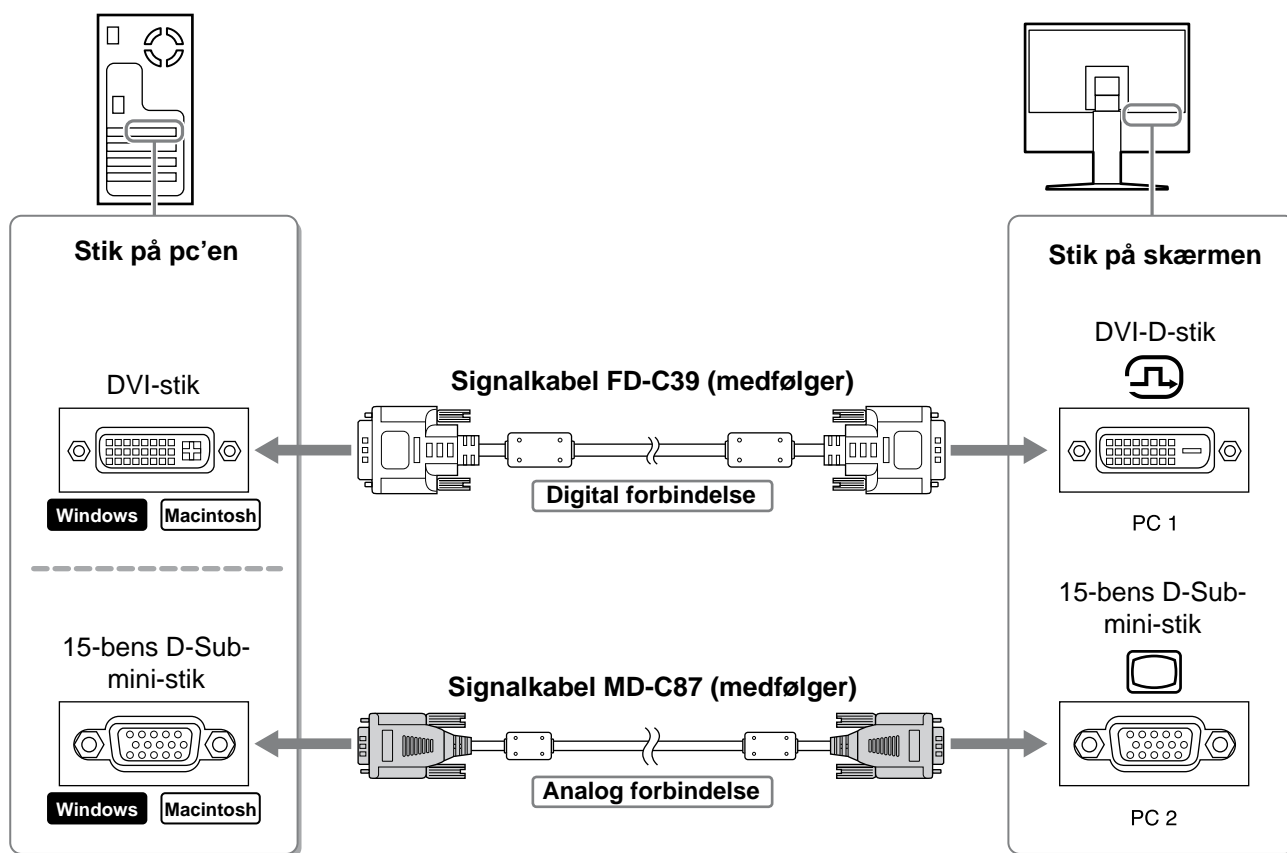 Stik på pc’en
DVI-stik
Windows Macintosh
15-bens D-Sub-
mini-stik
Windows Macintosh
Signalkabel FD-C39 (medfølger)
Digital forbindelse
Signalkabel MD-C87 (medfølger)
Analog forbindelse
Stik på skærmen
DVI-D-stik
PC 1
15-bens D-Sub-
mini-stik
PC 2